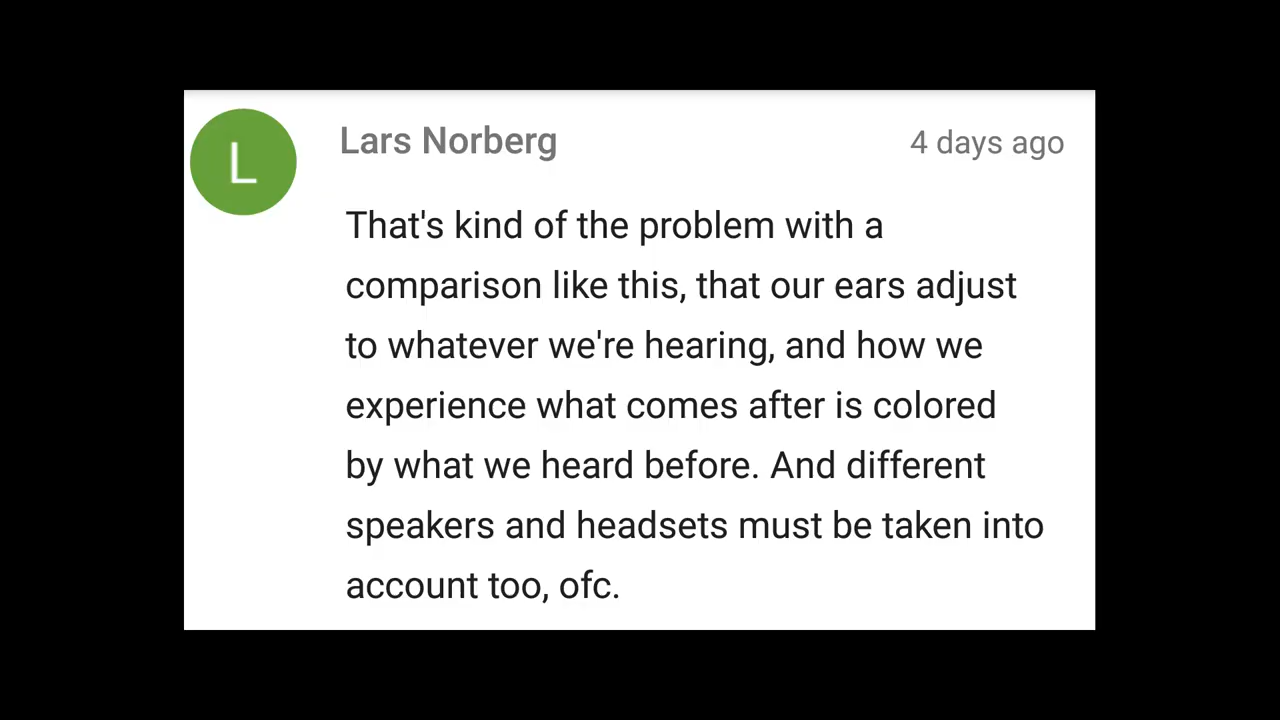 L
Lars Norberg
4 days ago
That's kind of the problem with a
comparison like this, that our ears adjust
to whatever we're hearing, and how we
experience what comes after is colored
by what we heard before. And different
speakers and headsets must be taken into
account too, ofc.